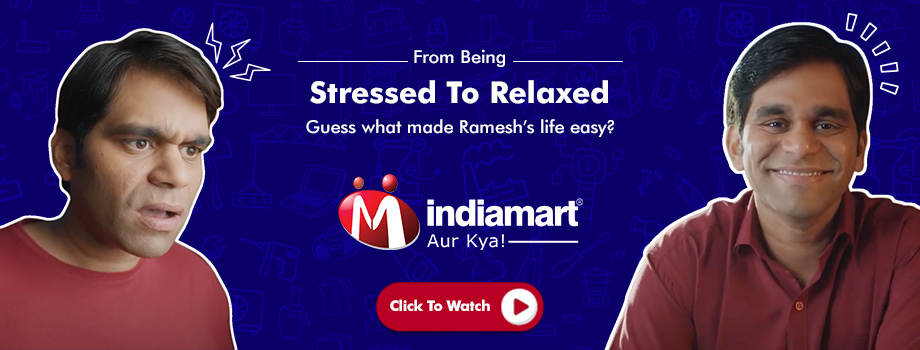 From Being
Stressed To Relaxed
Guess what made Ramesh's life easy?
M indiamart®
Aur Kya!
Click To Watch